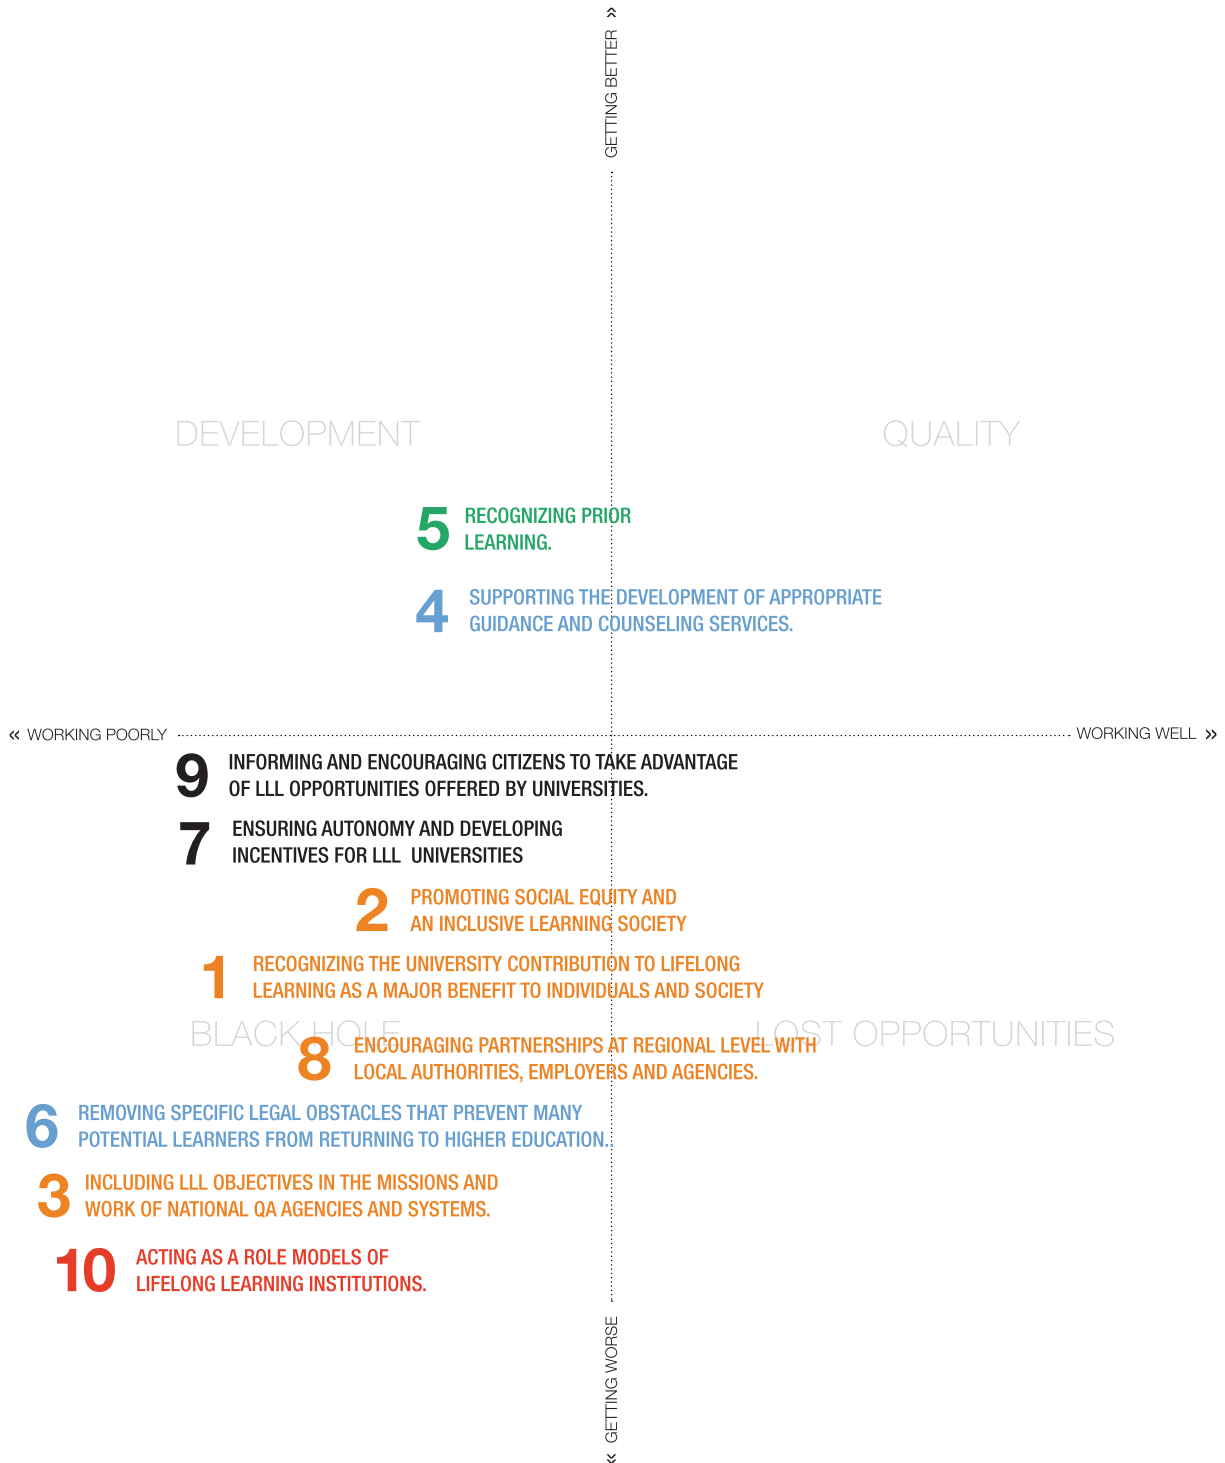 « GETTING BETTER
DEVELOPMENT
QUALITY
5 RECOGNIZING PRIOR
LEARNING.
4 SUPPORTING THE DEVELOPMENT OF APPROPRIATE
GUIDANCE AND COUNSELING SERVICES.
« WORKING POORLY
WORKING WELL »
9 INFORMING AND ENCOURAGING CITIZENS TO TAKE ADVANTAGE
OF LLL OPPORTUNITIES OFFERED BY UNIVERSITIES.
7 ENSURING AUTONOMY AND DEVELOPING
INCENTIVES FOR LLL UNIVERSITIES
2 PROMOTING SOCIAL EQUITY AND
AN INCLUSIVE LEARNING SOCIETY
1 RECOGNIZING THE UNIVERSITY CONTRIBUTION TO LIFELONG
LEARNING AS A MAJOR BENEFIT TO INDIVIDUALS AND SOCIETY
BLACK HOLE
LOST OPPORTUNITIES
8 ENCOURAGING PARTNERSHIPS AT REGIONAL LEVEL WITH
LOCAL AUTHORITIES, EMPLOYERS AND AGENCIES.
6 REMOVING SPECIFIC LEGAL OBSTACLES THAT PREVENT MANY
POTENTIAL LEARNERS FROM RETURNING TO HIGHER EDUCATION.
3 INCLUDING LLL OBJECTIVES IN THE MISSIONS AND
WORK OF NATIONAL QA AGENCIES AND SYSTEMS.
10 ACTING AS A ROLE MODELS OF
LIFELONG LEARNING INSTITUTIONS.
« GETTING WORSE